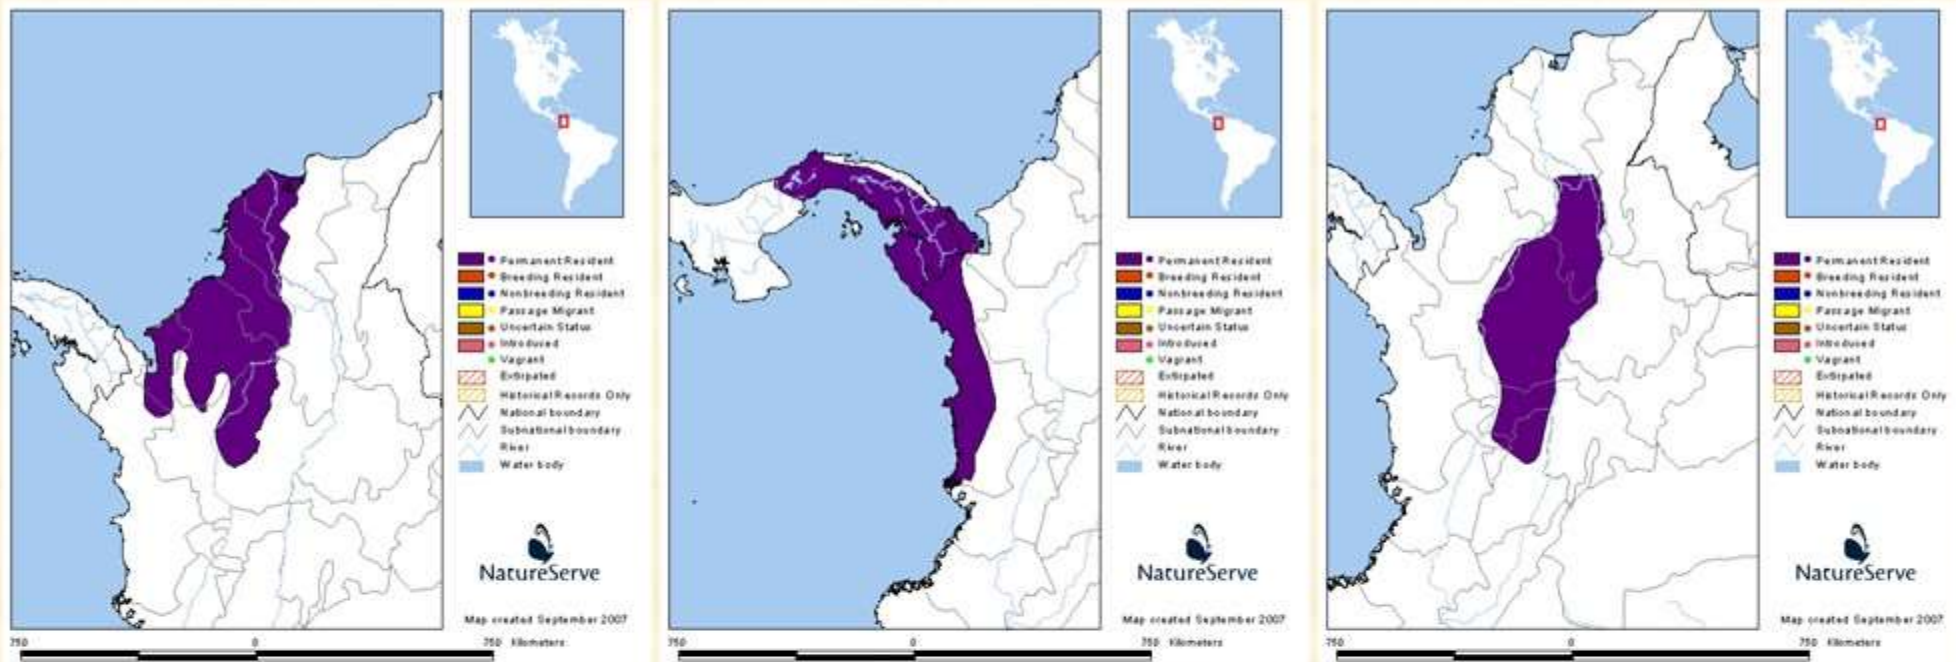 Permanent Resident
Breeding Resident
Nonbreeding Resident
Passage Migrant
Uncertain Status
Introduced
Vagrant
Extirpated
Historical Records Only
National boundary
Subnational boundary
River
Water body
NatureServe
Map created September 2007
750 0 750 Kilometers
Permanent Resident
Breeding Resident
Nonbreeding Resident
Passage Migrant
Uncertain Status
Introduced
Vagrant
Extirpated
Historical Records Only
National boundary
Subnational boundary
River
Water body
NatureServe
Map created September 2007
750 0 750 Kilometers
Permanent Resident
Breeding Resident
Nonbreeding Resident
Passage Migrant
Uncertain Status
Introduced
Vagrant
Extirpated
Historical Records Only
National boundary
Subnational boundary
River
Water body
NatureServe
Map created September 2007
750 0 750 Kilometers